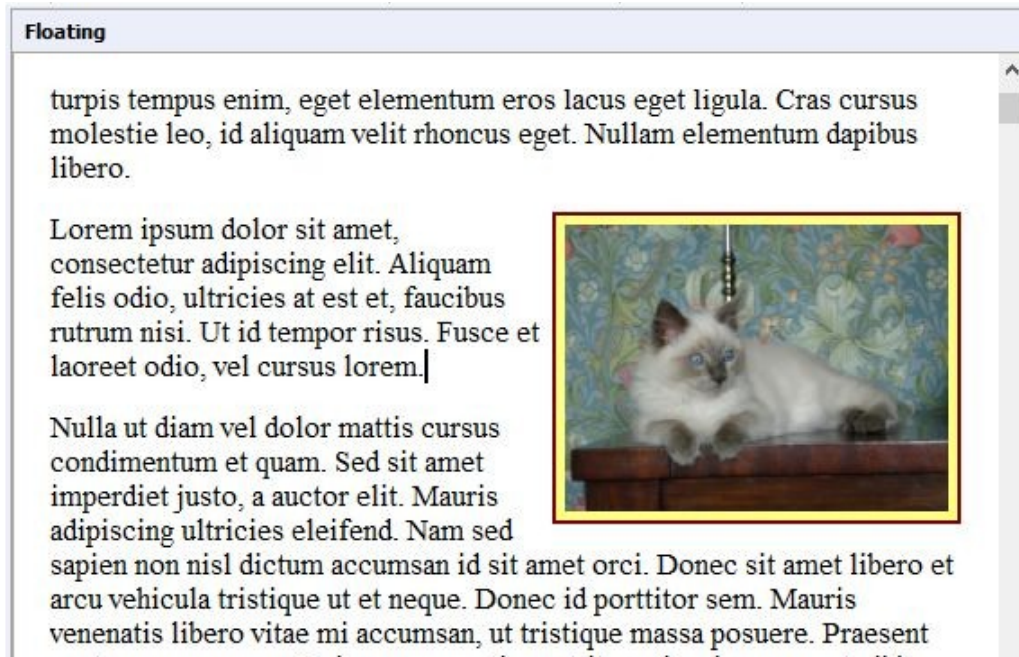 Floating
turpis tempus enim, eget elementum eros lacus eget ligula. Cras cursus
molestie leo, id aliquam velit rhoncus eget. Nullam elementum dapibus
libero.
Lorem ipsum dolor sit amet,
consectetur adipiscing elit. Aliquam
felis odio, ultricies at est et, faucibus
rutrum nisi. Ut id tempor risus. Fusce et
laoreet odio, vel cursus lorem.
Nulla ut diam vel dolor mattis cursus
condimentum et quam. Sed sit amet
imperdiet justo, a auctor elit. Mauris
adipiscing ultricies eleifend. Nam sed
sapien non nisl dictum accumsan id sit amet orci. Donec sit amet libero et
arcu vehicula tristique ut et neque. Donec id porttitor sem. Mauris
venenatis libero vitae mi accumsan, ut tristique massa posuere. Praesent